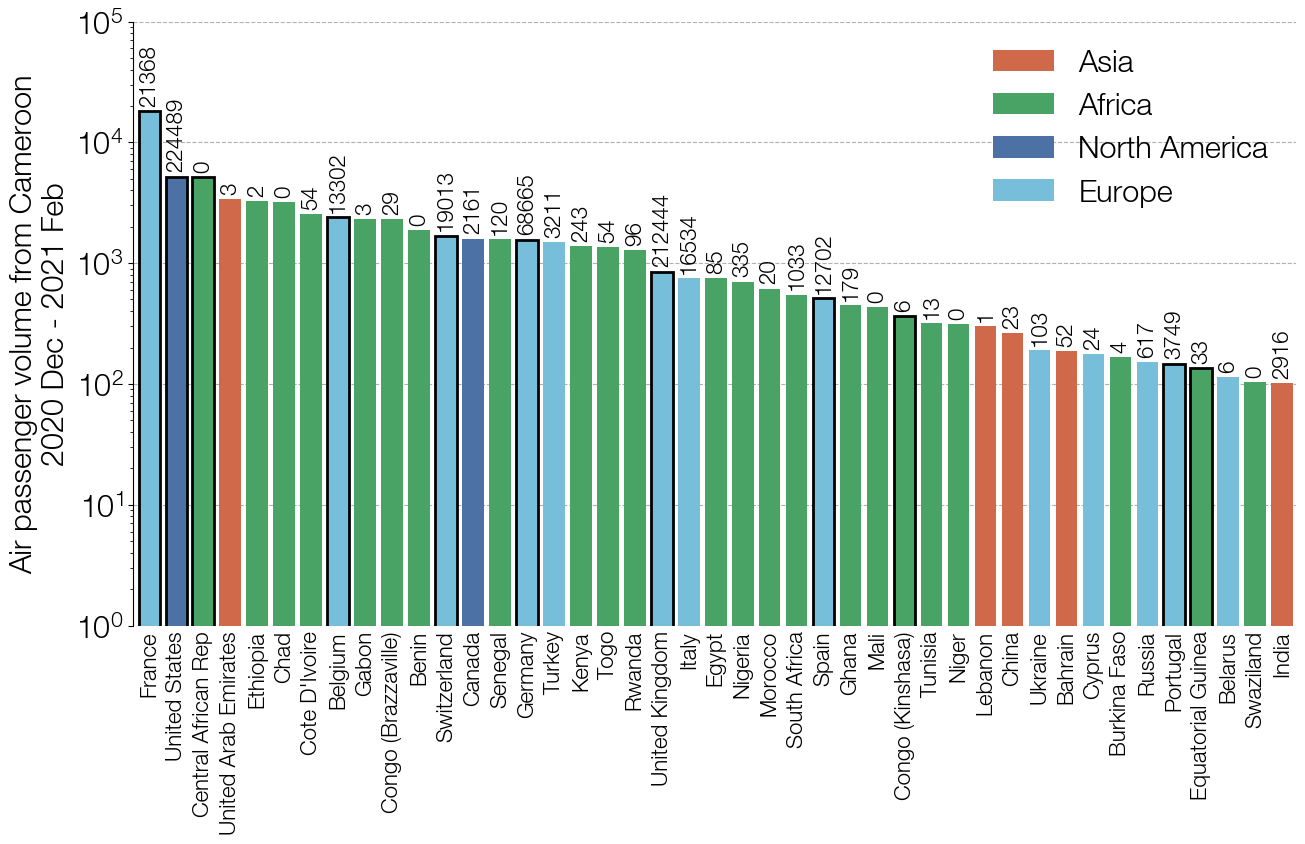 Air passenger volume from Cameroon
2020 Dec - 2021 Feb
10^5
10^4
10^3
10^2
10^1
10^0
Asia
Africa
North America
Europe
21368
224489
0
3
2
0
54
13302
3
29
0
19013
2161
120
68665
3211
243
54
96
212444
16534
85
335
20
1033
12702
179
0
6
13
0
1
23
103
52
24
4
617
3749
33
6
0
2916
France
United States
Central African Rep
United Arab Emirates
Ethiopia
Chad
Cote D'Ivoire
Belgium
Gabon
Congo (Brazzaville)
Benin
Switzerland
Canada
Senegal
Germany
Turkey
Kenya
Togo
Rwanda
United Kingdom
Italy
Egypt
Nigeria
Morocco
South Africa
Spain
Ghana
Mali
Congo (Kinshasa)
Tunisia
Niger
Lebanon
China
Ukraine
Bahrain
Cyprus
Burkina Faso
Russia
Portugal
Equatorial Guinea
Belarus
Swaziland
India